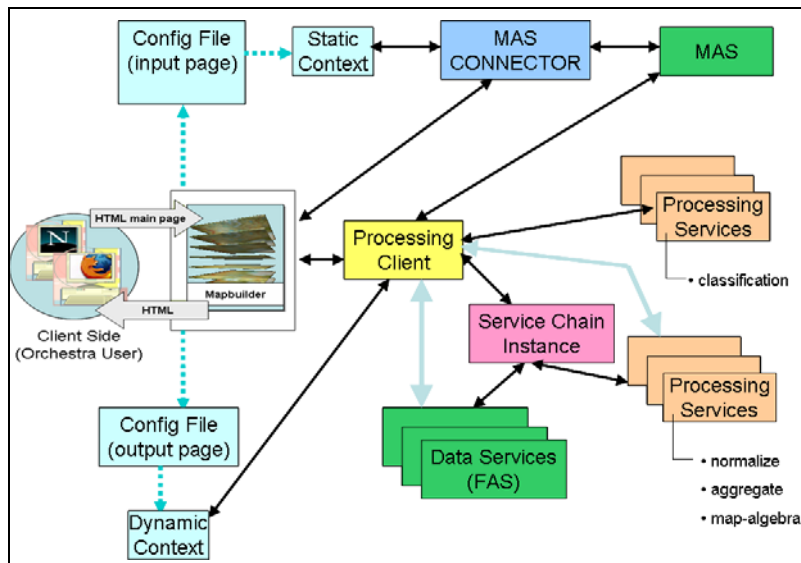 Config File
(input page)
Static
Context
MAS
CONNECTOR
MAS
HTML main page
N
Mapbuilder
HTML
Client Side
(Orchestra User)
Processing
Client
Processing
Services
• classification
Service Chain
Instance
Processing
Services
• normalize
• aggregate
• map-algebra
Data Services
(FAS)
Config File
(output page)
Dynamic
Context